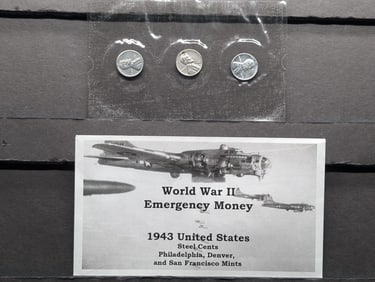 World War II
Emergency Money
1943 United States
Steel Cents
Philadelphia, Denver,
and San Francisco Mints